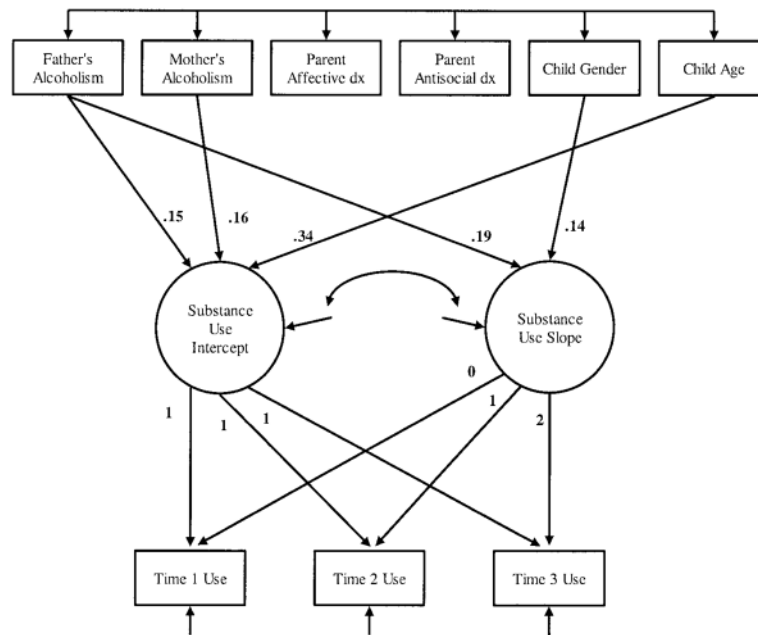 Father's
Alcoholism
Mother's
Alcoholism
Parent
Affective dx
Parent
Antisocial dx
Child Gender
Child Age
.15
.16
.34
.19
.14
Substance
Use
Intercept
Substance
Use Slope
0
1
1
1
1
2
Time 1 Use
Time 2 Use
Time 3 Use